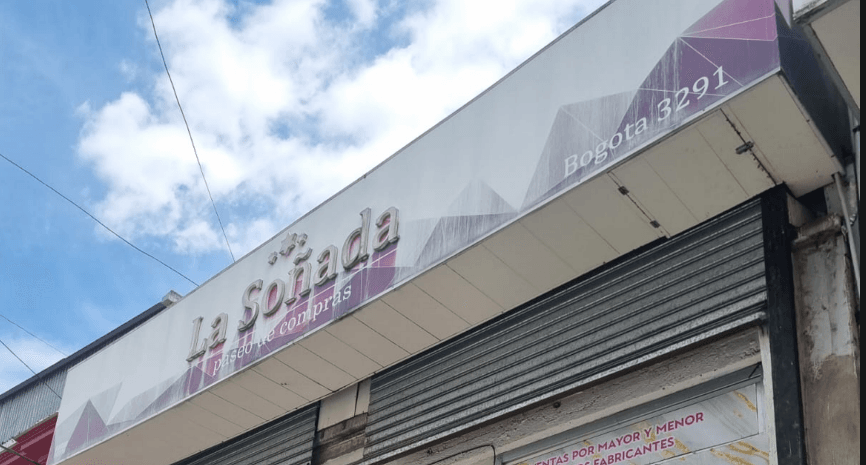 La Soñada
paseo de compras
Bogota 3291
VENTAS POR MAYOR Y MENOR
FABRICANTES